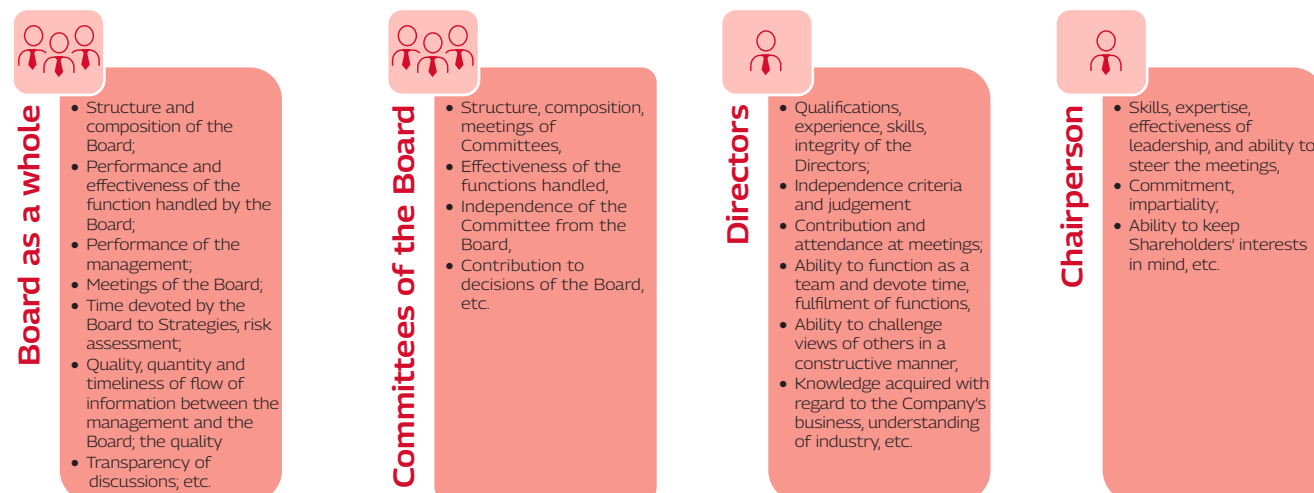 Board as a whole
• Structure and
composition of the
Board;
• Performance and
effectiveness of the
function handled by the
Board;
• Performance of the
management;
• Meetings of the Board;
• Time devoted by the
Board to Strategies, risk
assessment;
• Quality, quantity and
timeliness of flow of
information between the
management and the
Board; the quality
• Transparency of
discussions; etc.
Committees of the Board
• Structure, composition,
meetings of
Committees,
• Effectiveness of the
functions handled,
• Independence of the
Committee from the
Board,
• Contribution to
decisions of the Board,
etc.
Directors
• Qualifications,
experience, skills,
integrity of the
Directors;
• Independence criteria
and judgement
• Contribution and
attendance at meetings;
• Ability to function as a
team and devote time,
fulfilment of functions,
• Ability to challenge
views of others in a
constructive manner,
• Knowledge acquired with
regard to the Company's
business, understanding
of industry, etc.
Chairperson
• Skills, expertise,
effectiveness of
leadership, and ability to
steer the meetings,
• Commitment,
impartiality;
• Ability to keep
Shareholders' interests
in mind, etc.